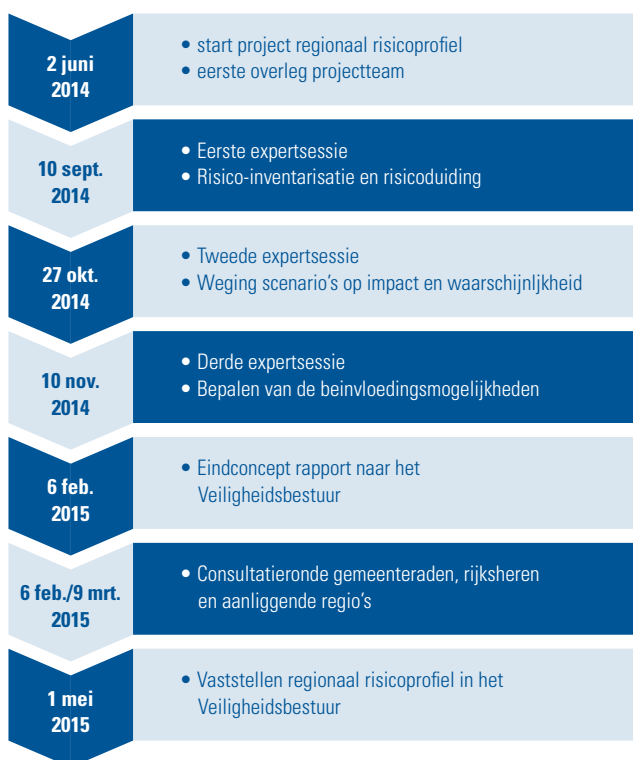 2 juni
2014
• start project regionaal risicoprofiel
• eerste overleg projectteam
10 sept.
2014
• Eerste expertsessie
• Risico-inventarisatie en risicoduiding
27 okt.
2014
• Tweede expertsessie
• Weging scenario's op impact en waarschijnljkheid
10 nov.
2014
• Derde expertsessie
• Bepalen van de beinvloedingsmogelijkheden
6 feb.
2015
• Eindconcept rapport naar het
Veiligheidsbestuur
6 feb./9 mrt.
2015
• Consultatieronde gemeenteraden, rijksheren
en aanliggende regio's
1 mei
2015
• Vaststellen regionaal risicoprofiel in het
Veiligheidsbestuur